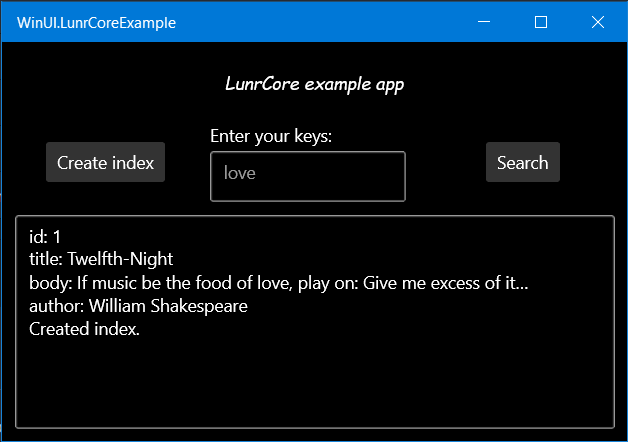 WinUI.LunrCoreExample
LunrCore example app
Enter your keys:
Create index
love
Search
id: 1
title: Twelfth-Night
body: If music be the food of love, play on: Give me excess of it…
author: William Shakespeare
Created index.